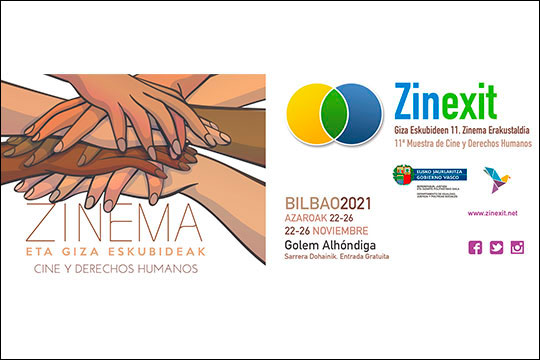 ZINEMA
ETA GIZA ESKUBIDEAK
CINE Y DERECHOS HUMANOS
Zinexit
Giza Eskubideen 11. Zinema Erakustaldia
11ª Muestra de Cine y Derechos Humanos
EUSKO JAURLARITZA
GOBIERNO VASCO
BILBAO2021
AZAROAK 22-26
22-26 NOVIEMBRE
Golem Alhóndiga
Sarrera Dohainik, Entrada Gratuita
www.zinexit.net